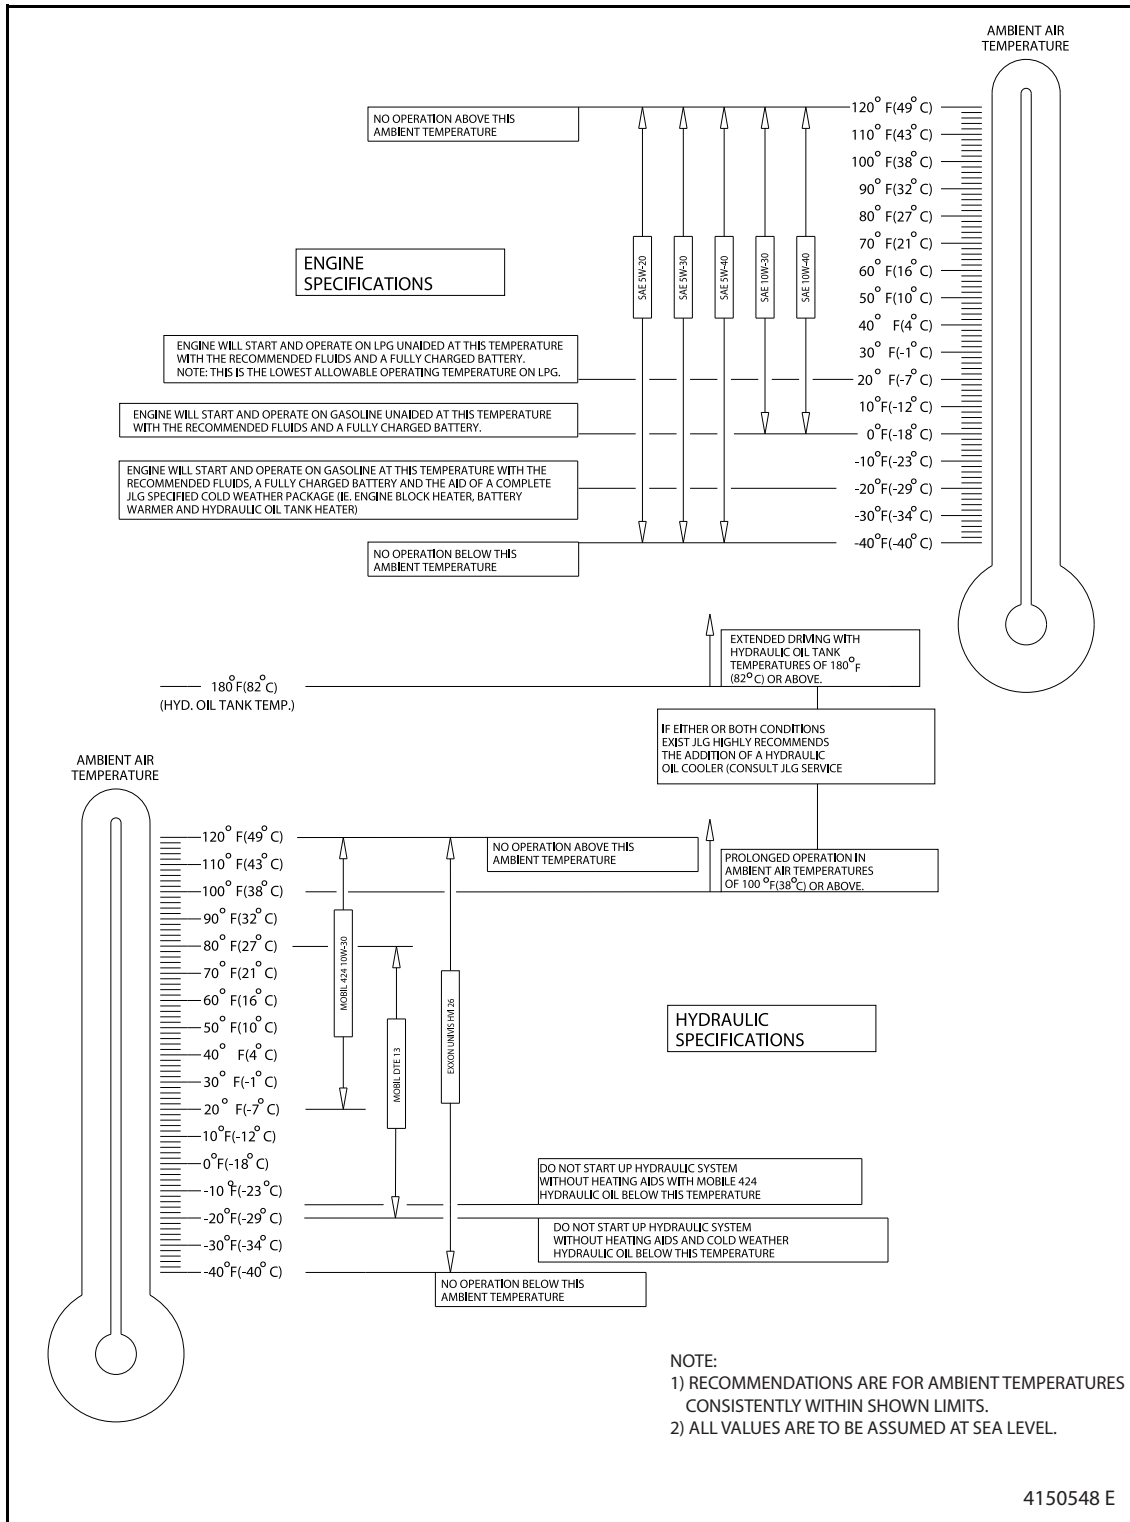 AMBIENT AIR
TEMPERATURE
120° F(49° C)
110° F(43° C)
100° F(38° C)
90° F(32° C)
80° F(27° C)
70° F(21° C)
60° F(16° C)
50° F(10° C)
40° F(4° C)
30° F(-1° C)
20° F(-7° C)
10°F(-12° C)
0°F(-18° C)
-10°F(-23° C)
-20°F(-29° C)
-30°F(-34° C)
-40°F(-40° C)
NO OPERATION ABOVE THIS
AMBIENT TEMPERATURE
ENGINE
SPECIFICATIONS
SAE 5W-20
SAE 5W-30
SAE 5W-40
SAE 10W-30
SAE 10W-40
ENGINE WILL START AND OPERATE ON LPG UNAIDED AT THIS TEMPERATURE
WITH THE RECOMMENDED FLUIDS AND A FULLY CHARGED BATTERY.
NOTE: THIS IS THE LOWEST ALLOWABLE OPERATING TEMPERATURE ON LPG.
ENGINE WILL START AND OPERATE ON GASOLINE UNAIDED AT THIS TEMPERATURE
WITH THE RECOMMENDED FLUIDS AND A FULLY CHARGED BATTERY.
ENGINE WILL START AND OPERATE ON GASOLINE AT THIS TEMPERATURE WITH THE
RECOMMENDED FLUIDS, A FULLY CHARGED BATTERY AND THE AID OF A COMPLETE
JLG SPECIFIED COLD WEATHER PACKAGE (IE. ENGINE BLOCK HEATER, BATTERY
WARMER AND HYDRAULIC OIL TANK HEATER)
NO OPERATION BELOW THIS
AMBIENT TEMPERATURE
EXTENDED DRIVING WITH
HYDRAULIC OIL TANK
TEMPERATURES OF 180°F
(82°C) OR ABOVE.
180°F(82°C)
(HYD. OIL TANK TEMP.)
IF EITHER OR BOTH CONDITIONS
EXIST JLG HIGHLY RECOMMENDS
THE ADDITION OF A HYDRAULIC
OIL COOLER (CONSULT JLG SERVICE
AMBIENT AIR
TEMPERATURE
120° F(49° C)
110° F(43° C)
100° F(38° C)
90° F(32° C)
80° F(27° C)
70° F(21° C)
60° F(16° C)
50° F(10° C)
40° F(4° C)
30° F(-1° C)
20° F(-7° C)
10°F(-12° C)
0°F(-18° C)
-10°F(-23° C)
-20°F(-29° C)
-30°F(-34° C)
-40°F(-40° C)
NO OPERATION ABOVE THIS
AMBIENT TEMPERATURE
PROLONGED OPERATION IN
AMBIENT AIR TEMPERATURES
OF 100 °F(38°C) OR ABOVE.
MOBIL 424 10W-30
MOBIL DTE 13
EXXON UNIVIS HVI 26
HYDRAULIC
SPECIFICATIONS
DO NOT START UP HYDRAULIC SYSTEM
WITHOUT HEATING AIDS WITH MOBILE 424
HYDRAULIC OIL BELOW THIS TEMPERATURE
DO NOT START UP HYDRAULIC SYSTEM
WITHOUT HEATING AIDS AND COLD WEATHER
HYDRAULIC OIL BELOW THIS TEMPERATURE
NO OPERATION BELOW THIS
AMBIENT TEMPERATURE
NOTE:
1) RECOMMENDATIONS ARE FOR AMBIENT TEMPERATURES
CONSISTENTLY WITHIN SHOWN LIMITS.
2) ALL VALUES ARE TO BE ASSUMED AT SEA LEVEL.
4150548 E